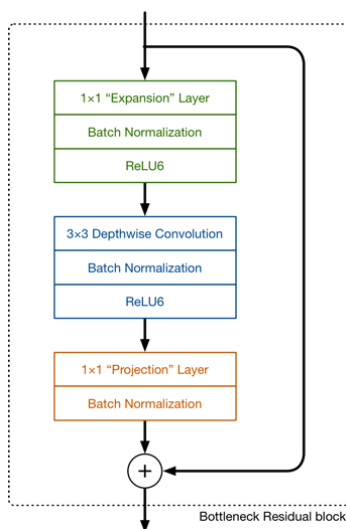 1×1 “Expansion” Layer
Batch Normalization
ReLU6
3×3 Depthwise Convolution
Batch Normalization
ReLU6
1×1 “Projection” Layer
Batch Normalization
+
Bottleneck Residual block